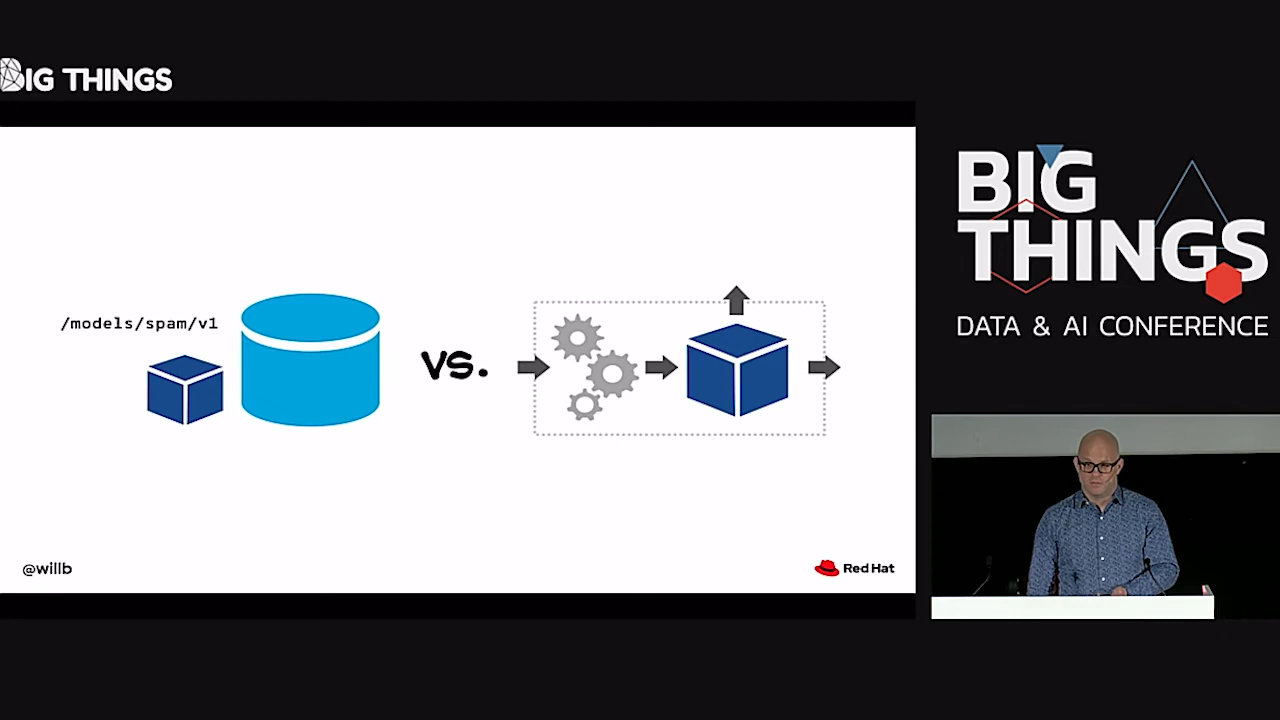 BIG THINGS
/models/spam/v1
vs.
@willb
Red Hat
BIG
THINGS
DATA & AI CONFERENCE